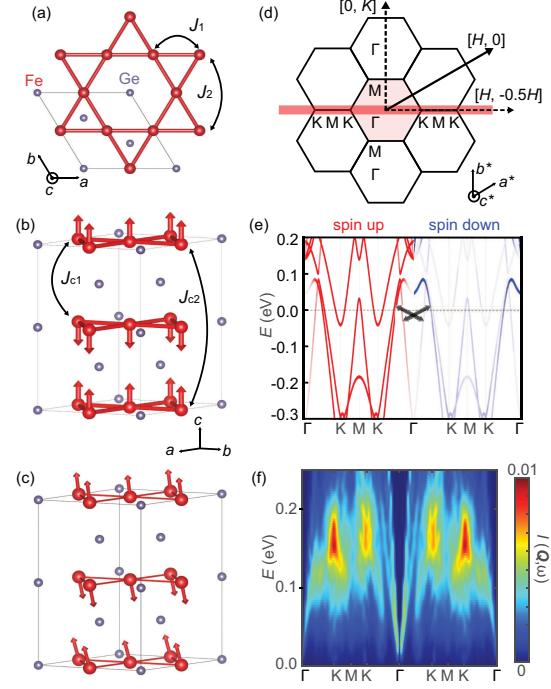 (a)
J1
Fe
Ge
J2
b
c
a
(d)
[0, K]
[H, 0]
Γ
M
[H, -0.5H]
K M K
Γ
K M K
M
Γ
b*
a*
c*
(b)
Jc1
Jc2
c
a
b
(c)
(e)
spin up
spin down
E (eV)
0.2
0.1
0.0
-0.1
-0.2
-0.3
Γ
K
M
K
Γ
K
M
K
Γ
(f)
E (eV)
0.2
0.1
0.0
Γ
K
M
K
Γ
K
M
K
Γ
0.01
I (Q,ω)
0